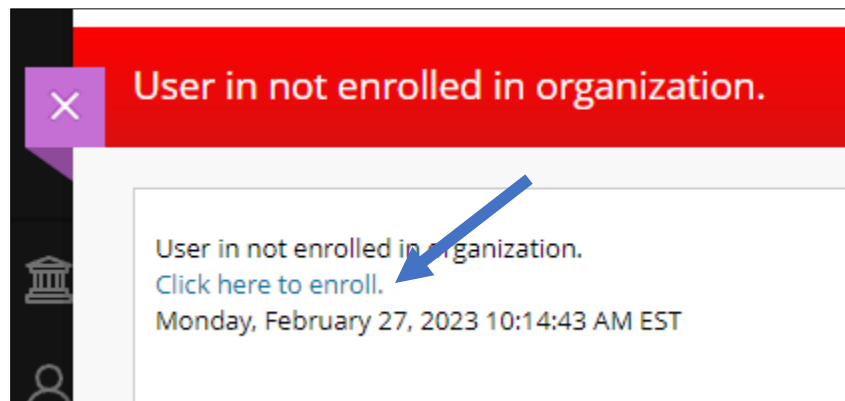 User in not enrolled in organization.
User in not enrolled in organization.
Click here to enroll.
Monday, February 27, 2023 10:14:43 AM EST